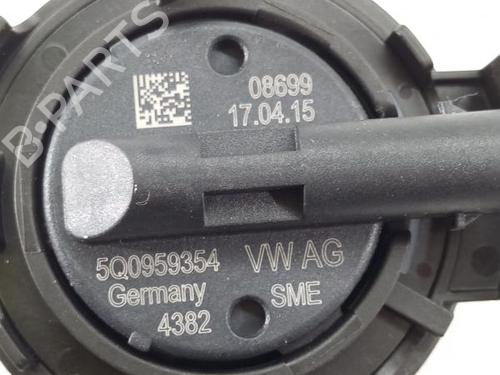 B-PARTS
08699
17.04.15
5Q0959354 VW AG
Germany SME
4382